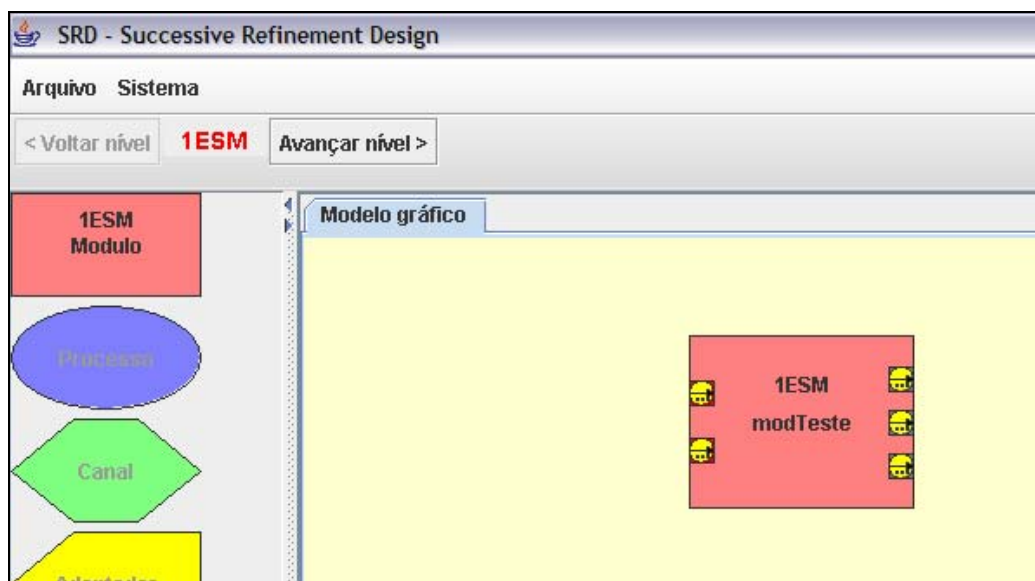 SRD - Successive Refinement Design
Arquivo Sistema
< Voltar nível 1ESM Avançar nível >
1ESM
Modulo
Modelo gráfico
Processo
1ESM
modTeste
Canal
Adaptador